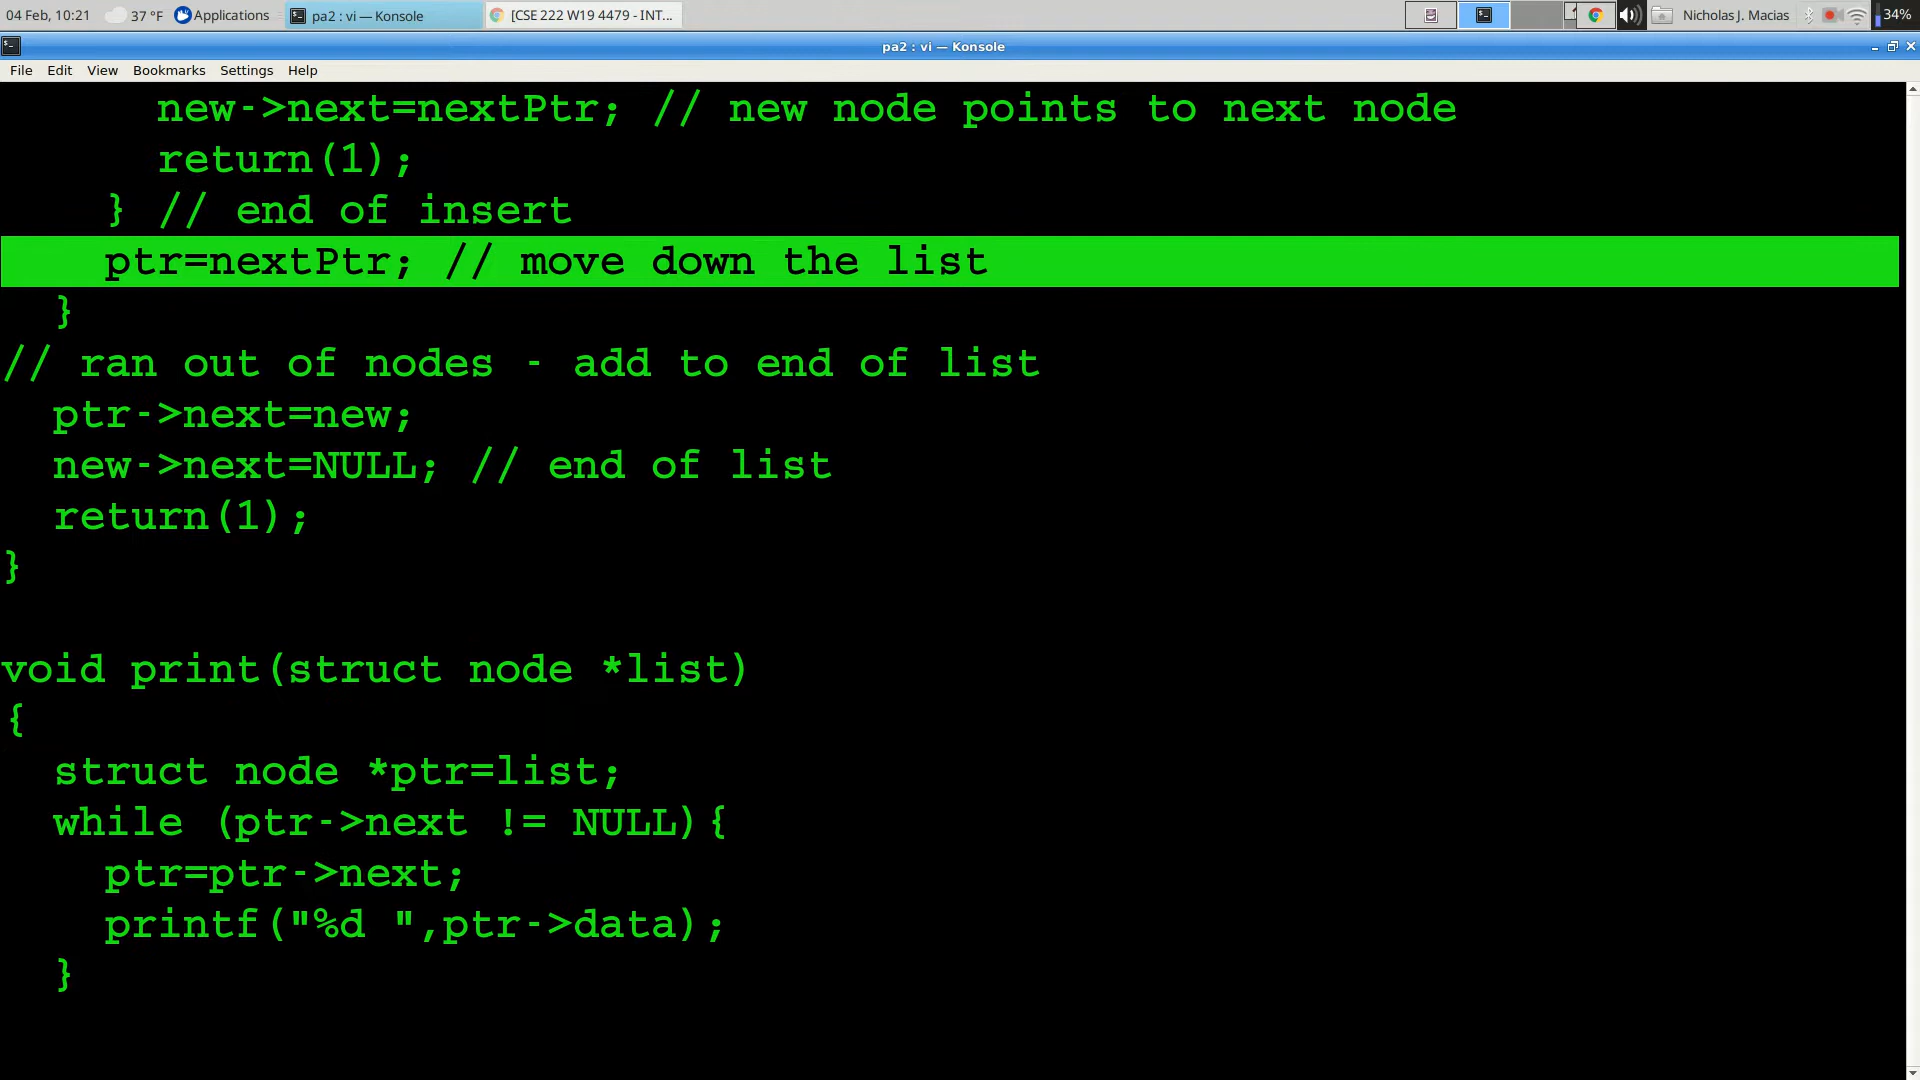 04 Feb, 10:21 37 °F Applications pa2 : vi — Konsole [CSE 222 W19 4479 - INT... Nicholas J. Macias 34%
pa2 : vi — Konsole
File Edit View Bookmarks Settings Help
new->next=nextPtr; // new node points to next node
return(1);
} // end of insert
ptr=nextPtr; // move down the list
}
// ran out of nodes - add to end of list
ptr->next=new;
new->next=NULL; // end of list
return(1);
}
void print(struct node *list)
{
struct node *ptr=list;
while (ptr->next != NULL){
ptr=ptr->next;
printf("%d ",ptr->data);
}